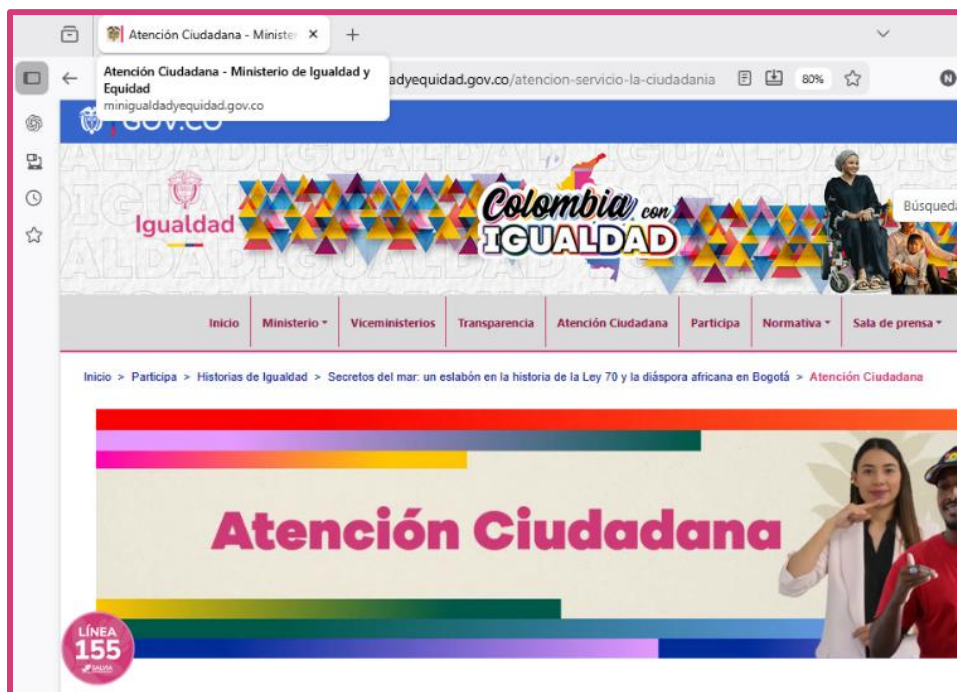 Atención Ciudadana - Ministe
Atención Ciudadana - Ministerio de Igualdad y
Equidad
minigualdadyequidad.gov.co
adyequidad.gov.co/atencion-servicio-la-ciudadania
80%
N
GOV.CO
Igualdad
Colombia con
IGUALDAD
Búsqueda
Inicio Ministerio Viceministerios Transparencia Atención Ciudadana Participa Normativa Sala de prensa
Inicio > Participa > Historias de Igualdad > Secretos del mar: un eslabón en la historia de la Ley 70 y la diáspora africana en Bogotá > Atención Ciudadana
Atención Ciudadana
LÍNEA
155
SALVIA